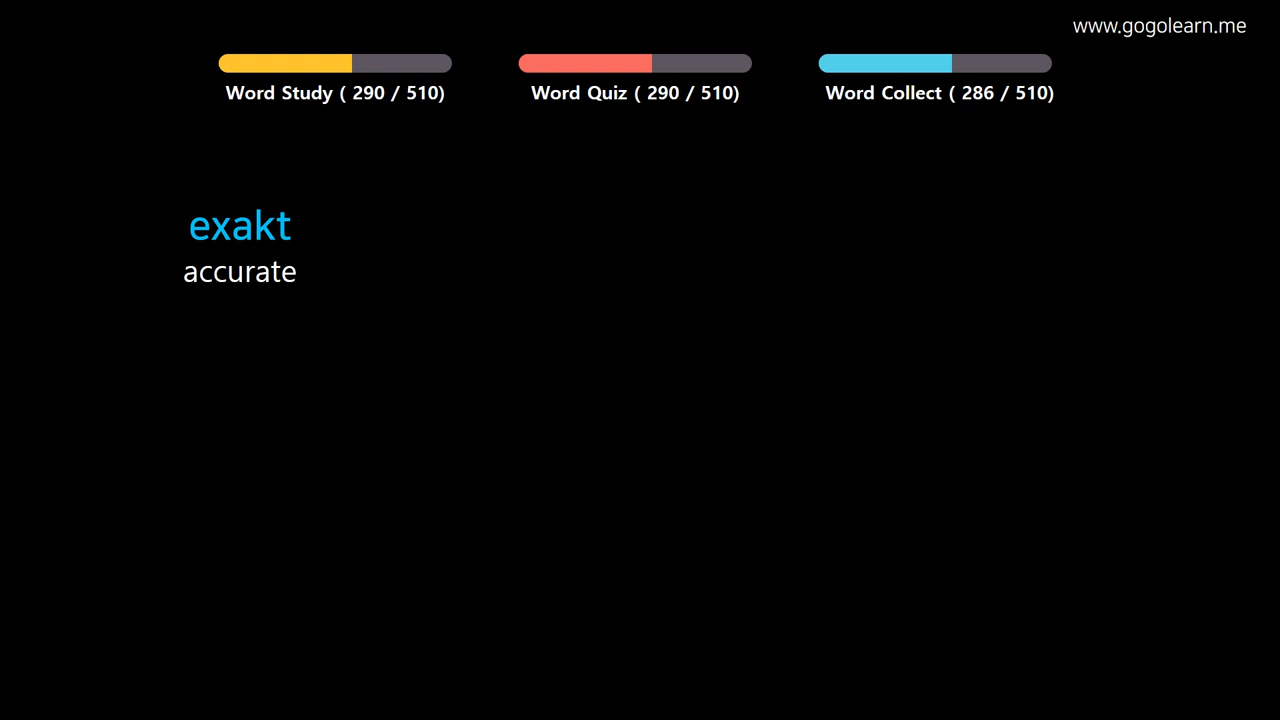 www.gogolearn.me
Word Study ( 290 / 510)
Word Quiz ( 290 / 510)
Word Collect ( 286 / 510)
exakt
accurate